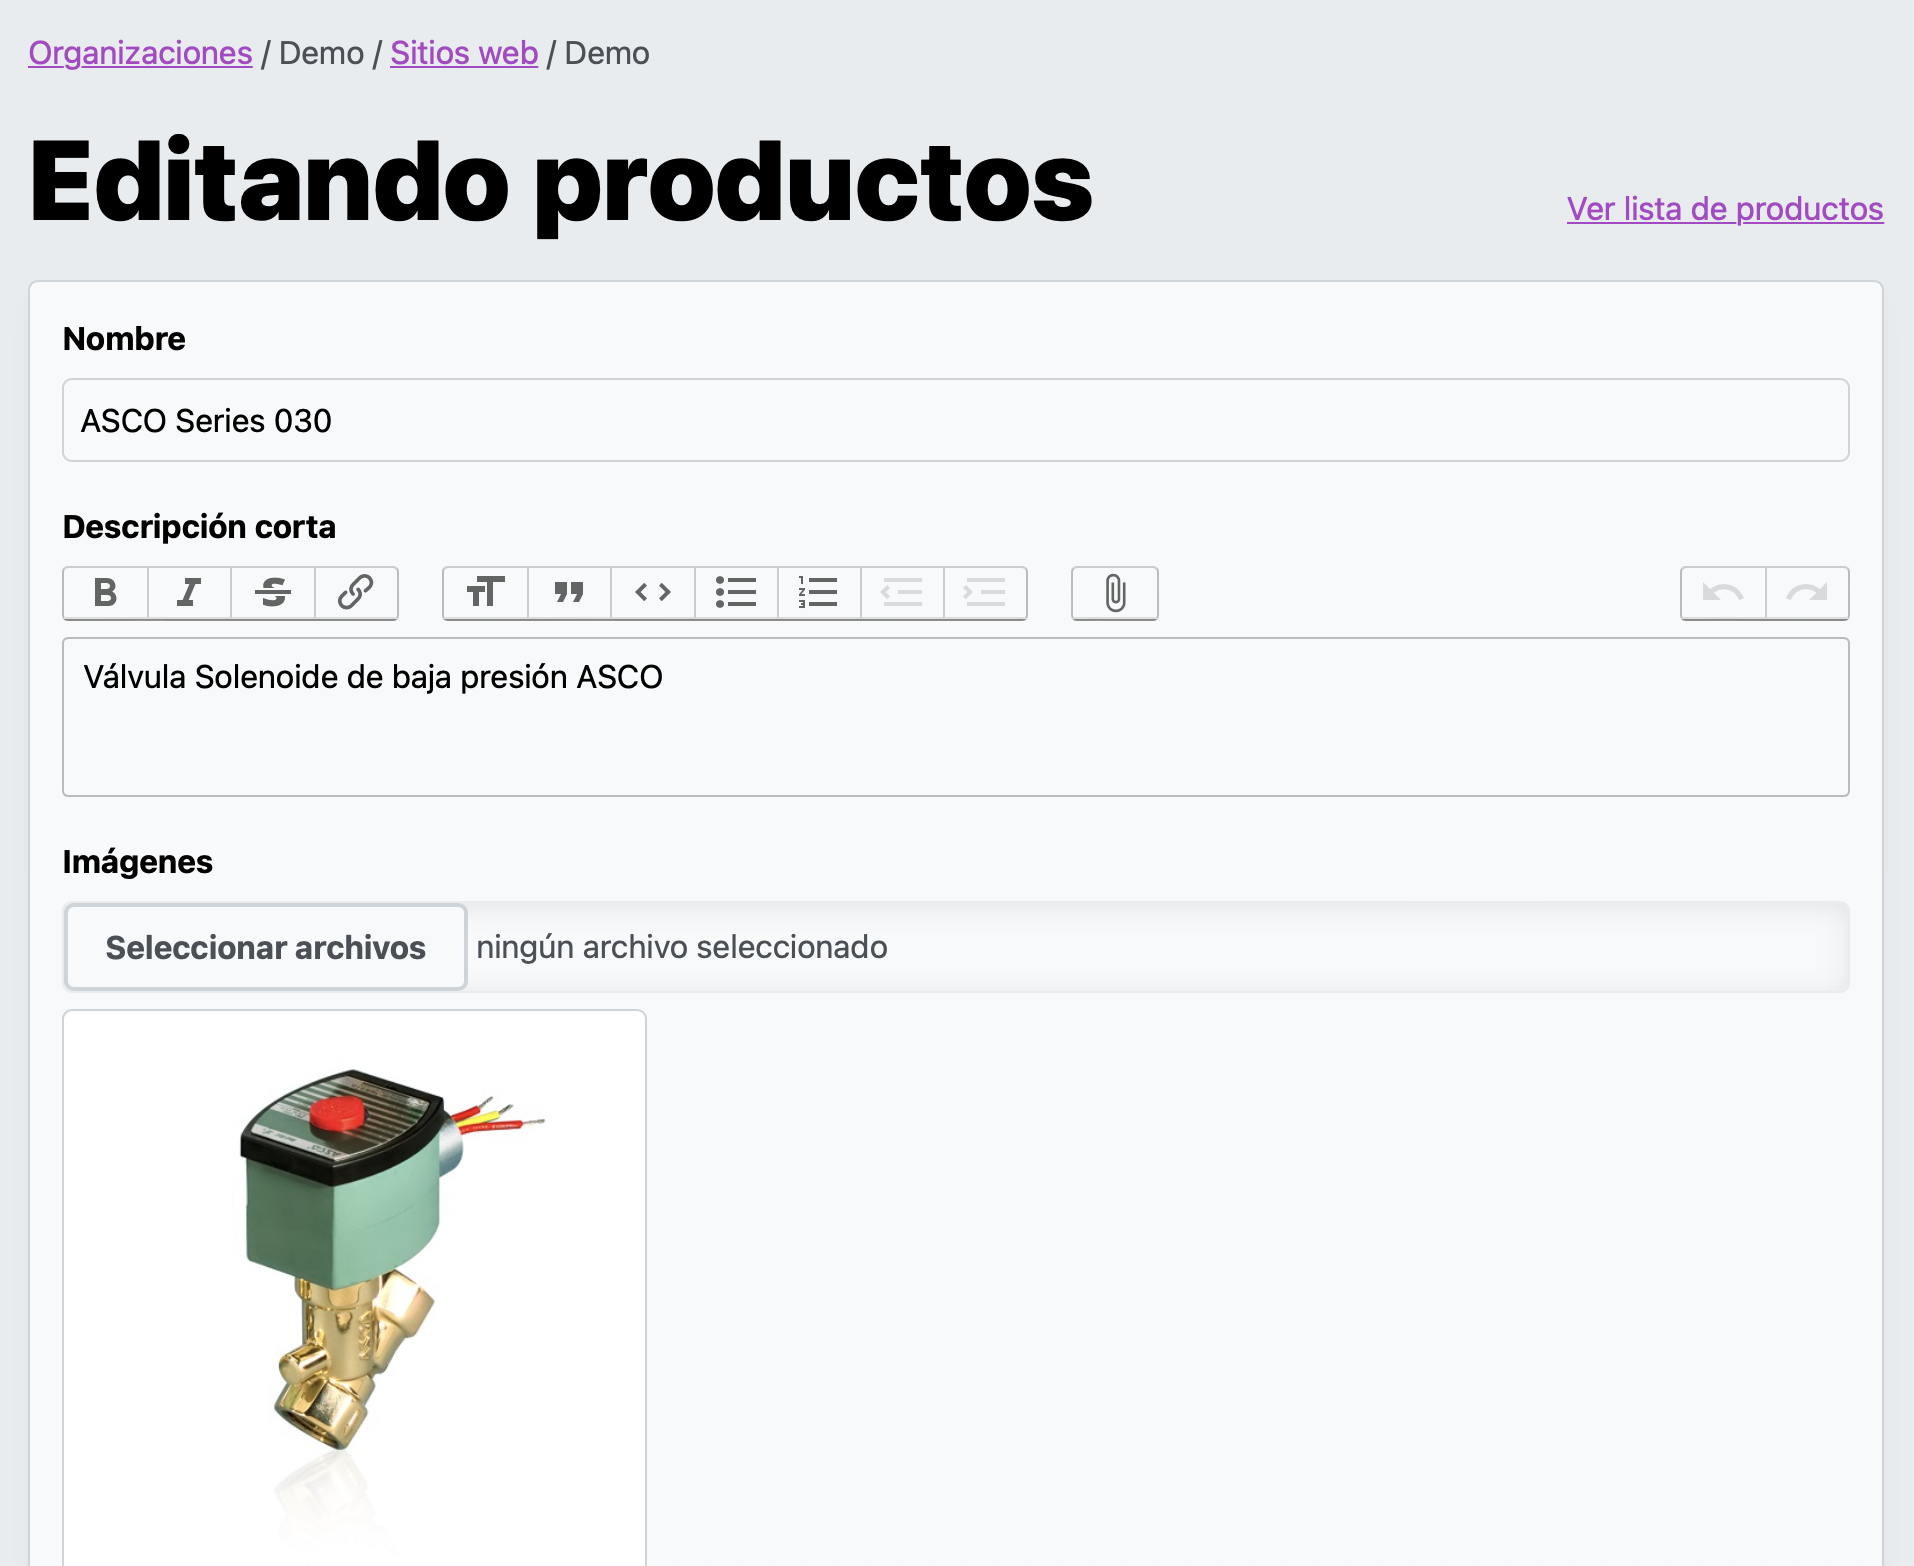 Organizaciones / Demo / Sitios web / Demo
Editando productos
Ver lista de productos
Nombre
ASCO Series 030
Descripción corta
Válvula Solenoide de baja presión ASCO
Imágenes
Seleccionar archivos ningún archivo seleccionado